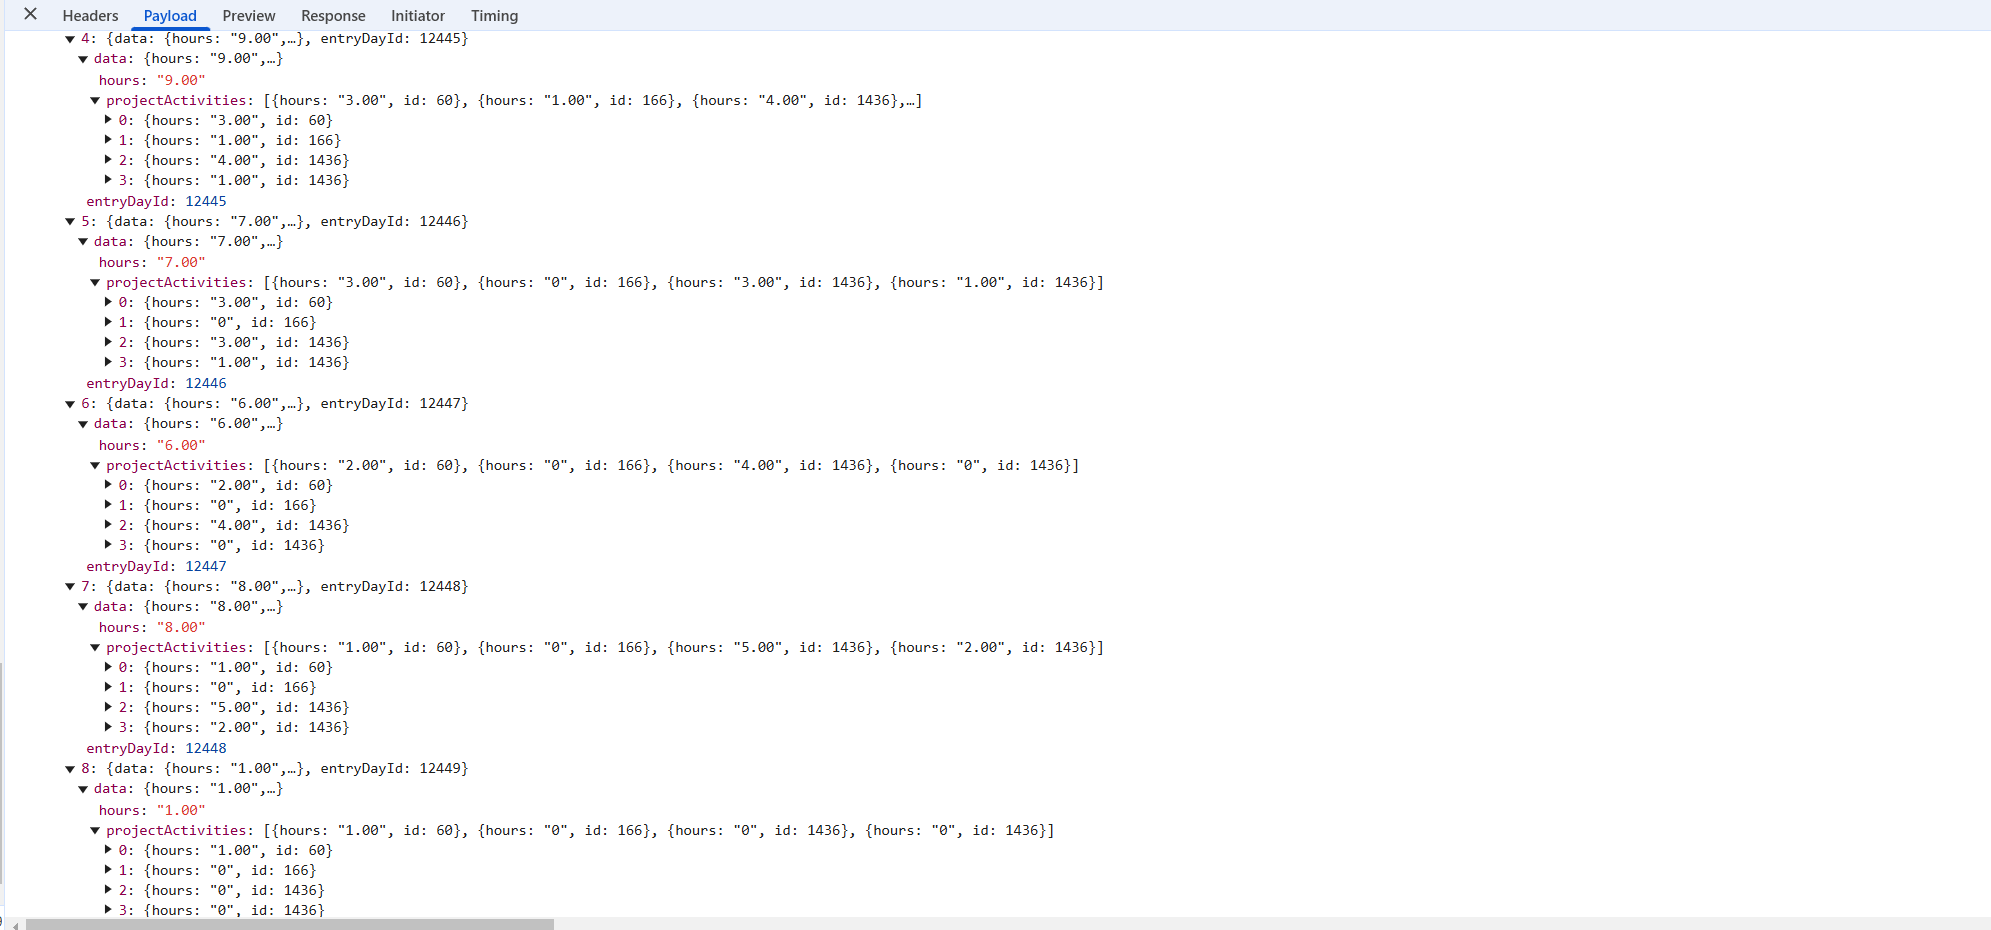 Headers Payload Preview Response Initiator Timing
4: {data: {hours: "9.00",…}, entryDayId: 12445}
data: {hours: "9.00",…}
hours: "9.00"
projectActivities: [{hours: "3.00", id: 60}, {hours: "1.00", id: 166}, {hours: "4.00", id: 1436},…]
0: {hours: "3.00", id: 60}
1: {hours: "1.00", id: 166}
2: {hours: "4.00", id: 1436}
3: {hours: "1.00", id: 1436}
entryDayId: 12445
5: {data: {hours: "7.00",…}, entryDayId: 12446}
data: {hours: "7.00",…}
hours: "7.00"
projectActivities: [{hours: "3.00", id: 60}, {hours: "0", id: 166}, {hours: "3.00", id: 1436}, {hours: "1.00", id: 1436}]
0: {hours: "3.00", id: 60}
1: {hours: "0", id: 166}
2: {hours: "3.00", id: 1436}
3: {hours: "1.00", id: 1436}
entryDayId: 12446
6: {data: {hours: "6.00",…}, entryDayId: 12447}
data: {hours: "6.00",…}
hours: "6.00"
projectActivities: [{hours: "2.00", id: 60}, {hours: "0", id: 166}, {hours: "4.00", id: 1436}, {hours: "0", id: 1436}]
0: {hours: "2.00", id: 60}
1: {hours: "0", id: 166}
2: {hours: "4.00", id: 1436}
3: {hours: "0", id: 1436}
entryDayId: 12447
7: {data: {hours: "8.00",…}, entryDayId: 12448}
data: {hours: "8.00",…}
hours: "8.00"
projectActivities: [{hours: "1.00", id: 60}, {hours: "0", id: 166}, {hours: "5.00", id: 1436}, {hours: "2.00", id: 1436}]
0: {hours: "1.00", id: 60}
1: {hours: "0", id: 166}
2: {hours: "5.00", id: 1436}
3: {hours: "2.00", id: 1436}
entryDayId: 12448
8: {data: {hours: "1.00",…}, entryDayId: 12449}
data: {hours: "1.00",…}
hours: "1.00"
projectActivities: [{hours: "1.00", id: 60}, {hours: "0", id: 166}, {hours: "0", id: 1436}, {hours: "0", id: 1436}]
0: {hours: "1.00", id: 60}
1: {hours: "0", id: 166}
2: {hours: "0", id: 1436}
3: {hours: "0", id: 1436}